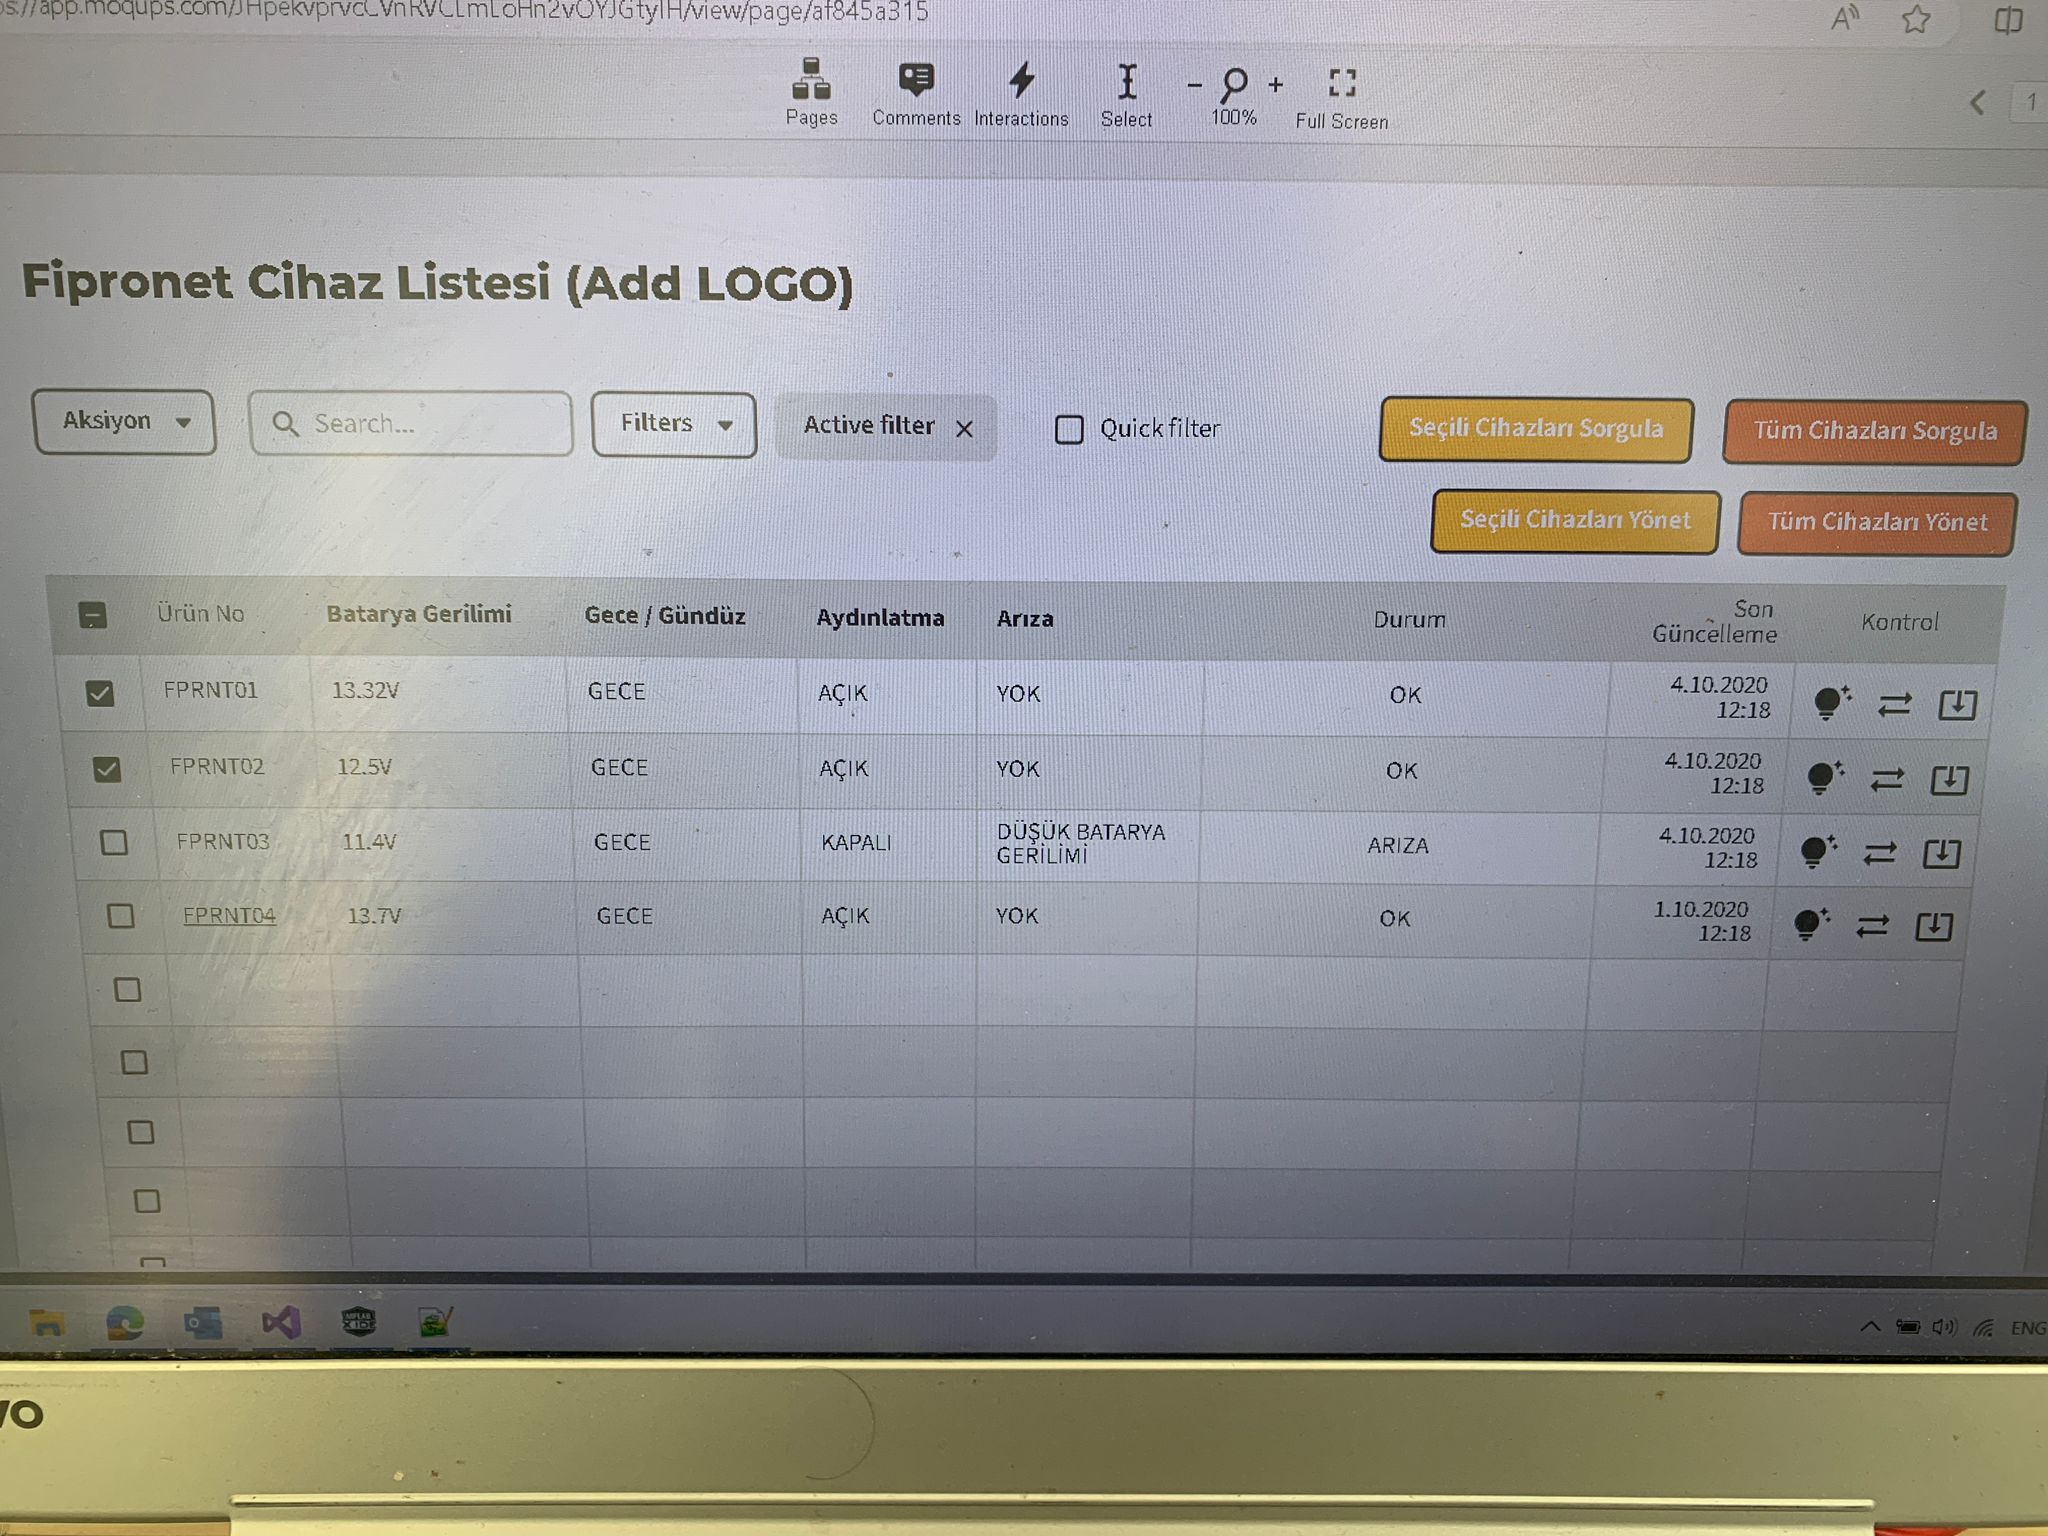 app.moqups.com/JHpekvprvcCVnRVCLmLoHn2vOYJGtyIH/view/page/af845a315
Pages
Comments
Interactions
Select
- 100% +
Full Screen
1
Fipronet Cihaz Listesi (Add LOGO)
Aksiyon
Search...
Filters
Active filter ×
Quick filter
Seçili Cihazları Sorgula
Tüm Cihazları Sorgula
Seçili Cihazları Yönet
Tüm Cihazları Yönet
Ürün No Batarya Gerilimi Gece / Gündüz Aydınlatma Arıza Durum Son Güncelleme Kontrol
FPRNT01 13.32V GECE AÇIK YOK OK 4.10.2020 12:18
FPRNT02 12.5V GECE AÇIK YOK OK 4.10.2020 12:18
FPRNT03 11.4V GECE KAPALI DÜŞÜK BATARYA GERİLİMİ ARIZA 4.10.2020 12:18
FPRNT04 13.7V GECE AÇIK YOK OK 1.10.2020 12:18
ENG